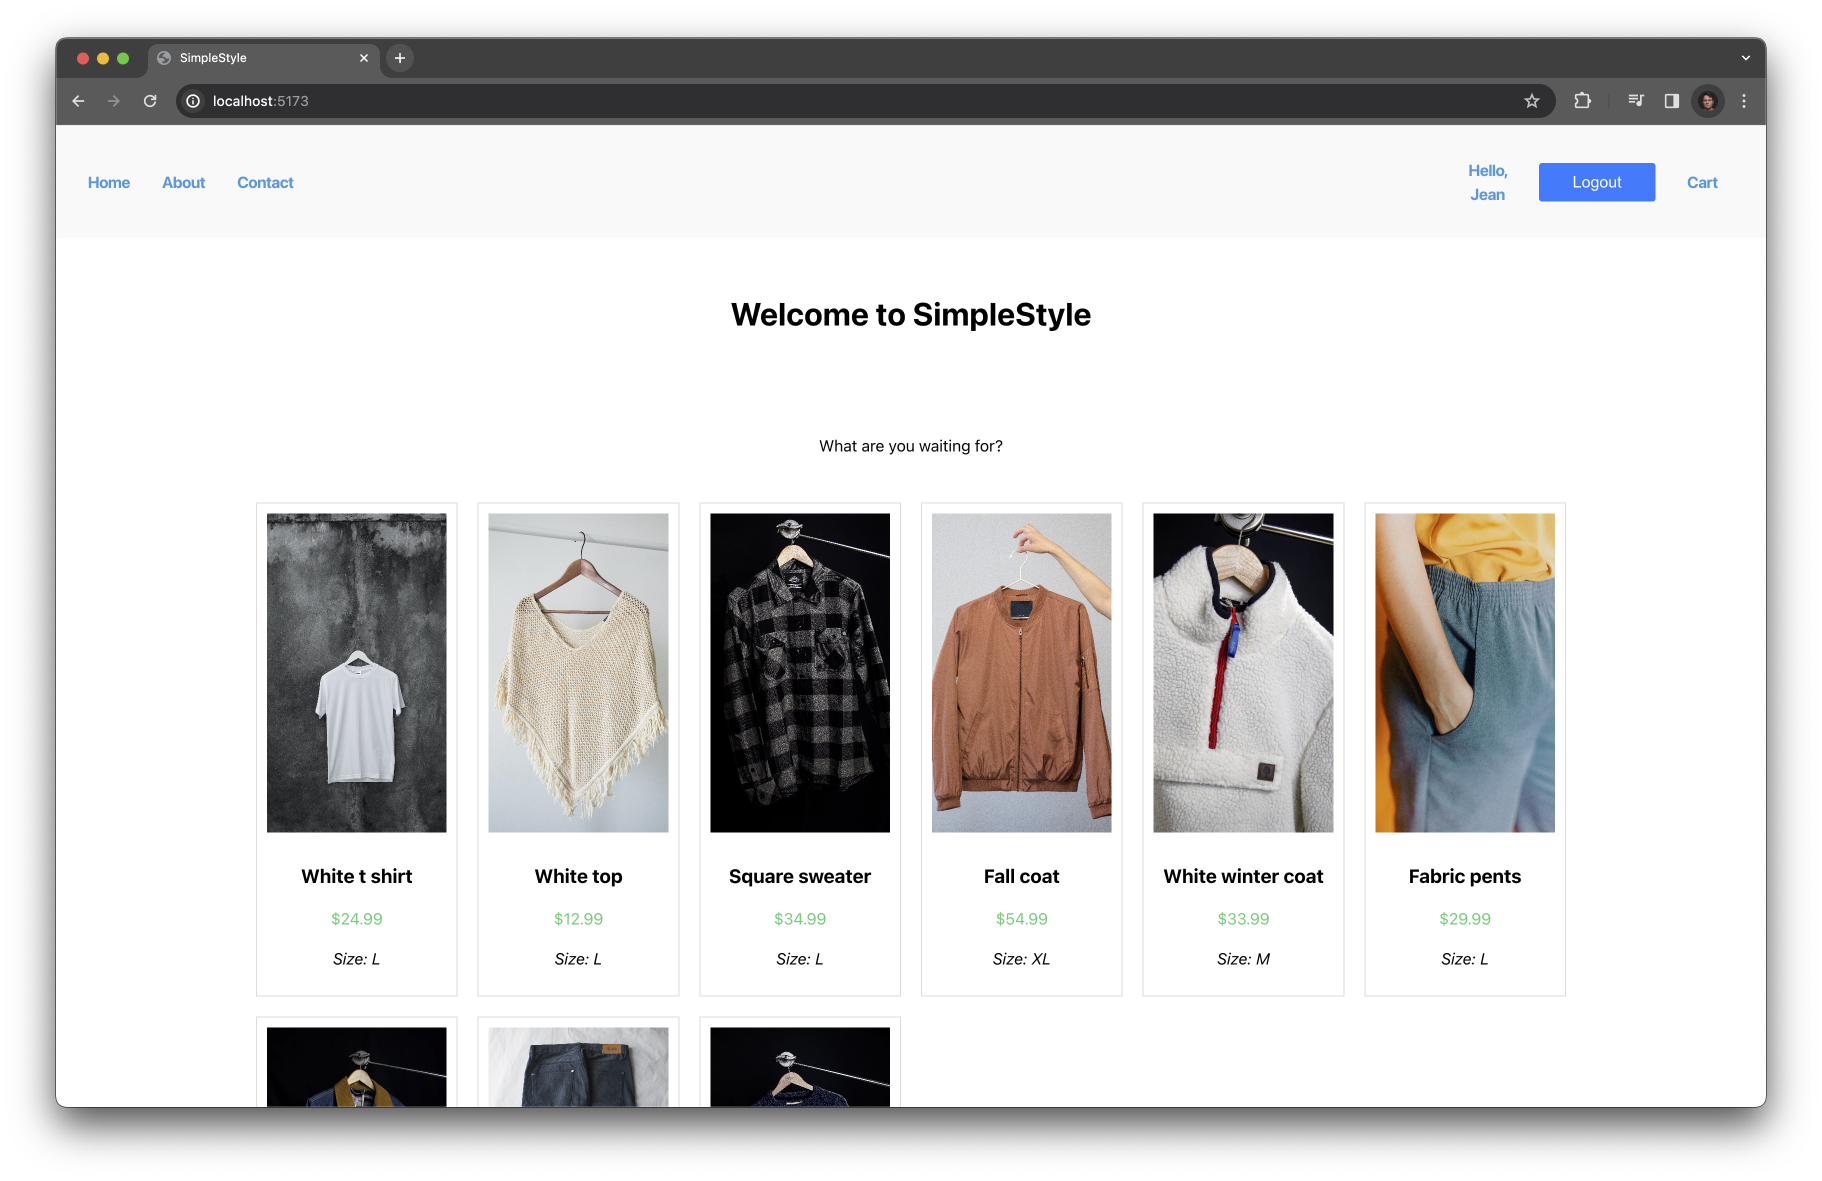 SimpleStyle
localhost:5173
Home About Contact Hello, Jean Logout Cart
Welcome to SimpleStyle
What are you waiting for?
White t shirt
$24.99
Size: L
White top
$12.99
Size: L
Square sweater
$34.99
Size: L
Fall coat
$54.99
Size: XL
White winter coat
$33.99
Size: M
Fabric pents
$29.99
Size: L